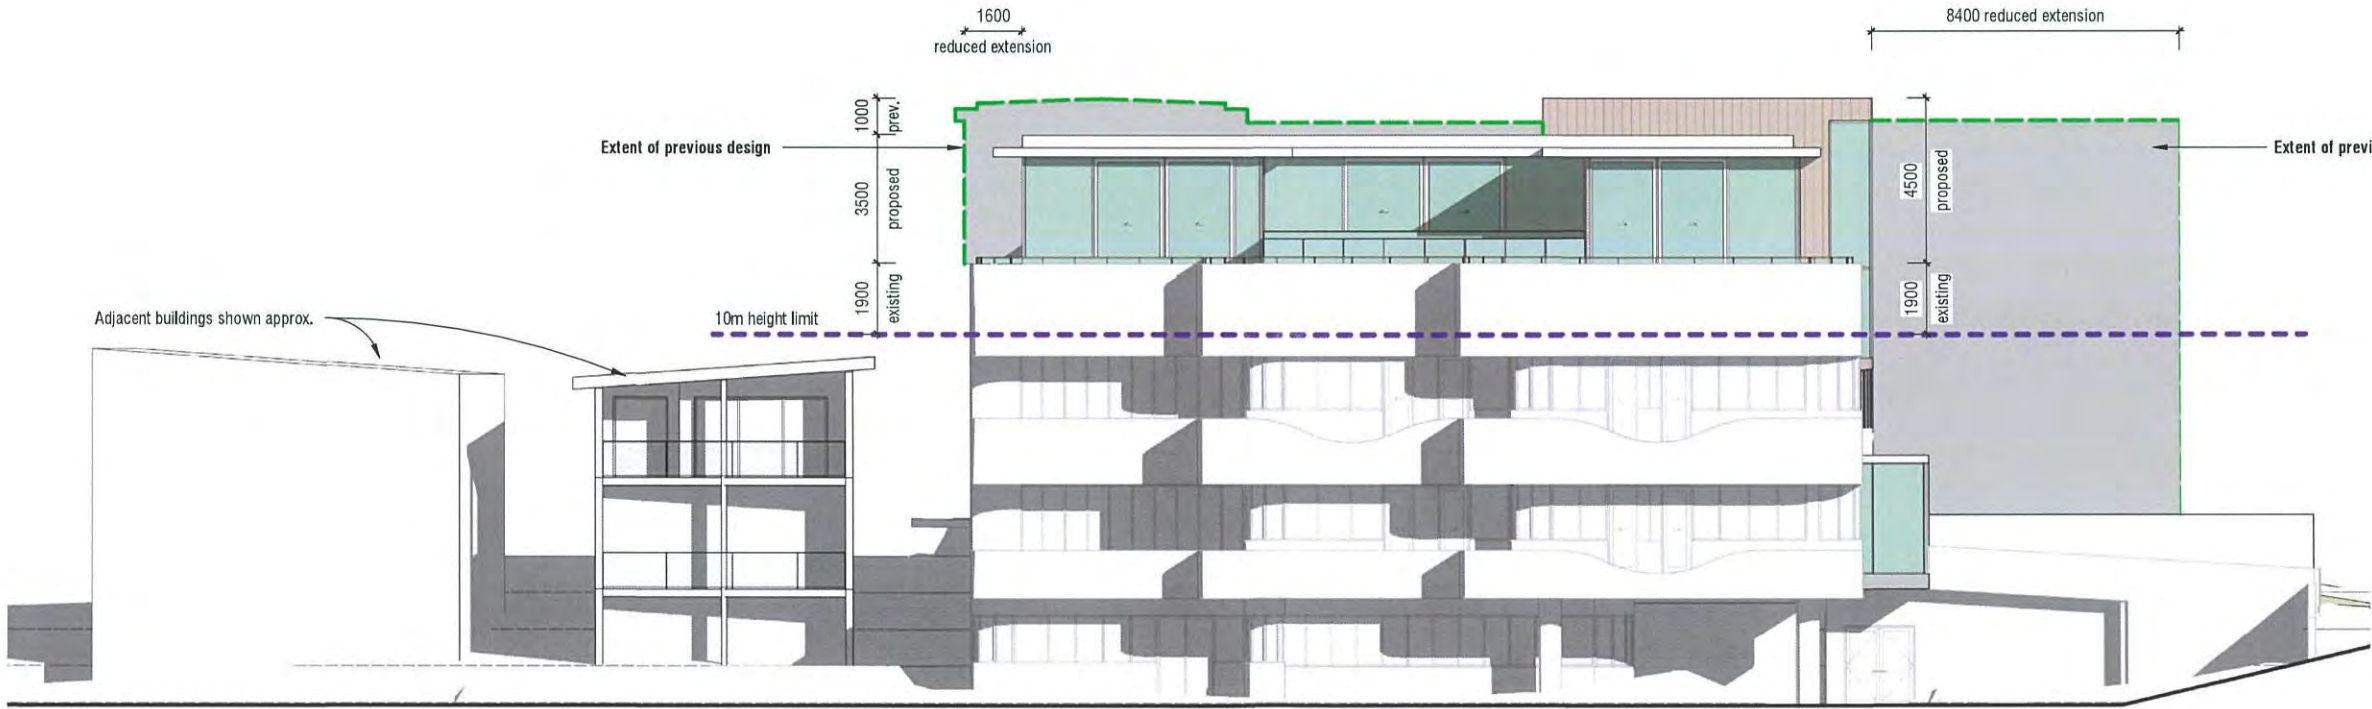 1600
reduced extension
8400 reduced extension
1000
prev.
Extent of previous design
3500
proposed
1900
existing
Adjacent buildings shown approx.
10m height limit
4500
proposed
1900
existing
Extent of previ